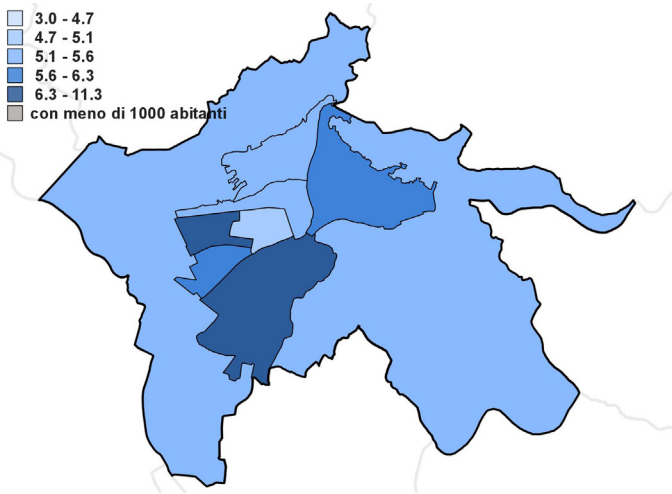 3.0 - 4.7
4.7 - 5.1
5.1 - 5.6
5.6 - 6.3
6.3 - 11.3
con meno di 1000 abitanti